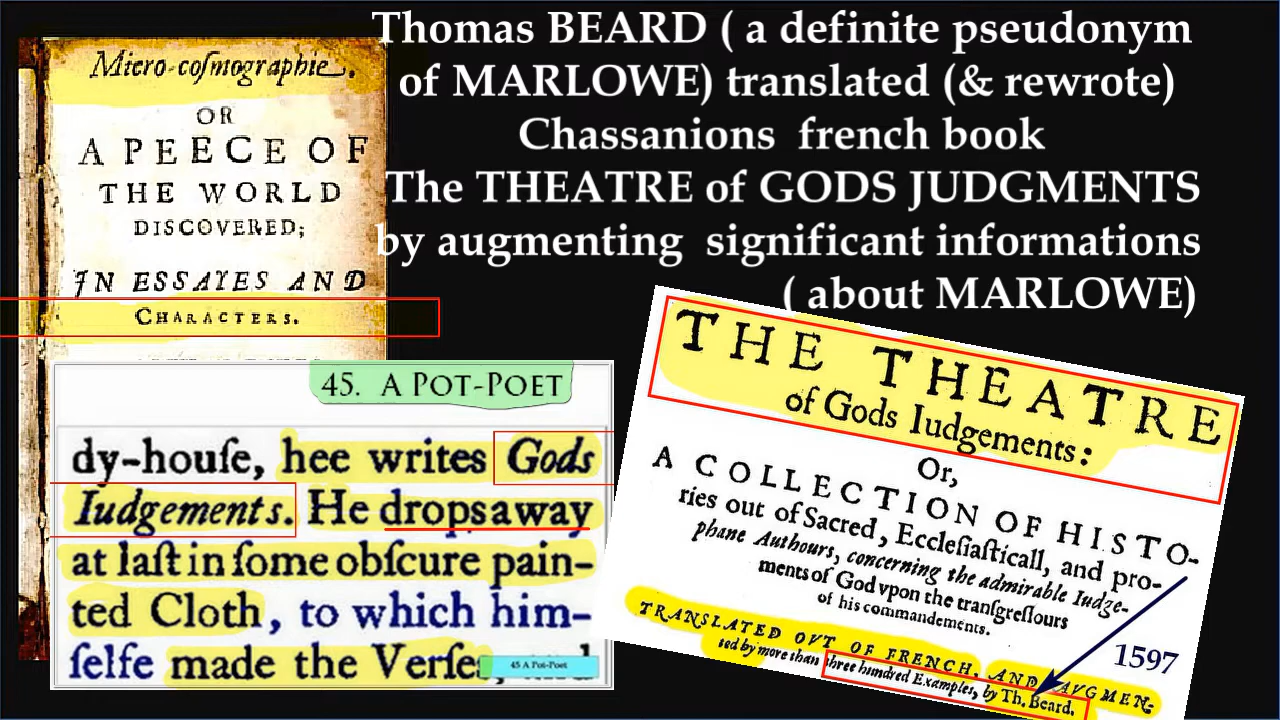 Thomas BEARD ( a definite pseudonym
of MARLOWE) translated (& rewrote)
Chassanions french book
The THEATRE of GODS JUDGMENTS
by augmenting significant informations
( about MARLOWE)
Micro-coſmographie.
OR
A PEECE OF
THE WORLD
DISCOVERED;
IN ESSAYES AND
CHARACTERS.
45. A POT-POET
dy-houſe, hee writes Gods
Iudgements. He drops away
at laſt in ſome obſcure pain-
ted Cloth, to which him-
ſelfe made the Verſes, and
45 A Pot-Poet
THE THEATRE
of Gods Iudgements:
Or,
A COLLECTION OF HISTO-
ries out of Sacred, Eccleſiaſticall, and pro-
phane Authours, concerning the admirable Iudge-
ments of God vpon the tranſgreſſours
of his commandements.
TRANSLATED OVT OF FRENCH, AND AVGMEN-
ted by more than three hundred Examples, by Th. Beard.
1597